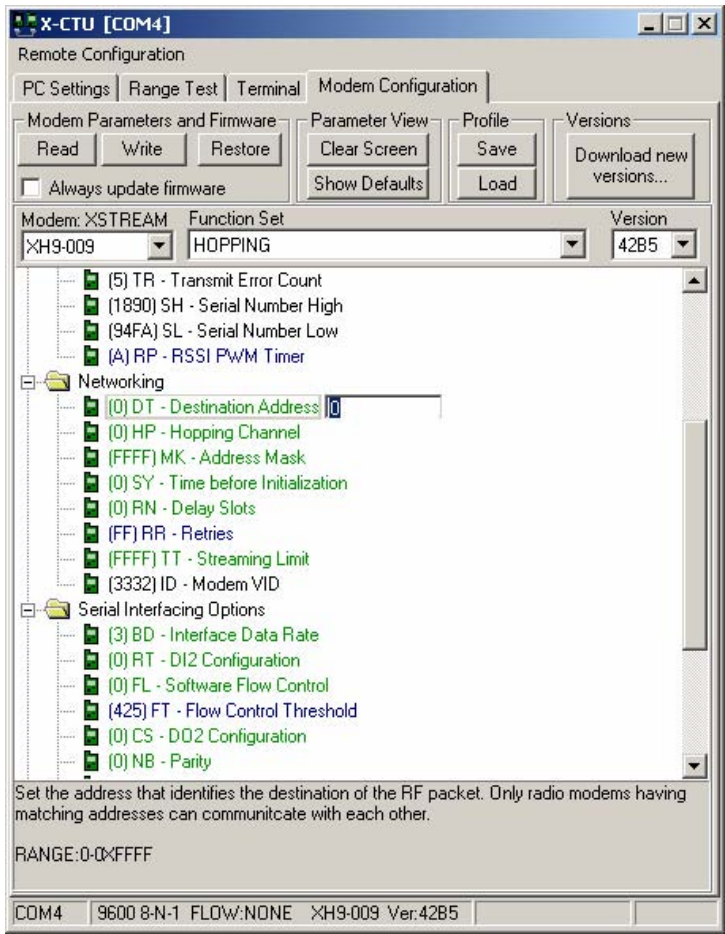 X-CTU [COM4]
Remote Configuration
PC Settings Range Test Terminal Modem Configuration
Modem Parameters and Firmware Parameter View Profile Versions
Read Write Restore Clear Screen Save Download new versions...
Always update firmware Show Defaults Load
Modem: XSTREAM Function Set Version
XH9-009 HOPPING 42B5
(5) TR - Transmit Error Count
(1890) SH - Serial Number High
(94FA) SL - Serial Number Low
(A) RP - RSSI PWM Timer
Networking
(0) DT - Destination Address 0
(0) HP - Hopping Channel
(FFFF) MK - Address Mask
(0) SY - Time before Initialization
(0) RN - Delay Slots
(FF) RR - Retries
(FFFF) TT - Streaming Limit
(3332) ID - Modem VID
Serial Interfacing Options
(3) BD - Interface Data Rate
(0) RT - DI2 Configuration
(0) FL - Software Flow Control
(425) FT - Flow Control Threshold
(0) CS - DO2 Configuration
(0) NB - Parity
Set the address that identifies the destination of the RF packet. Only radio modems having
matching addresses can communitcate with each other.
RANGE:0-0XFFFF
COM4 9600 8-N-1 FLOW:NONE XH9-009 Ver:42B5